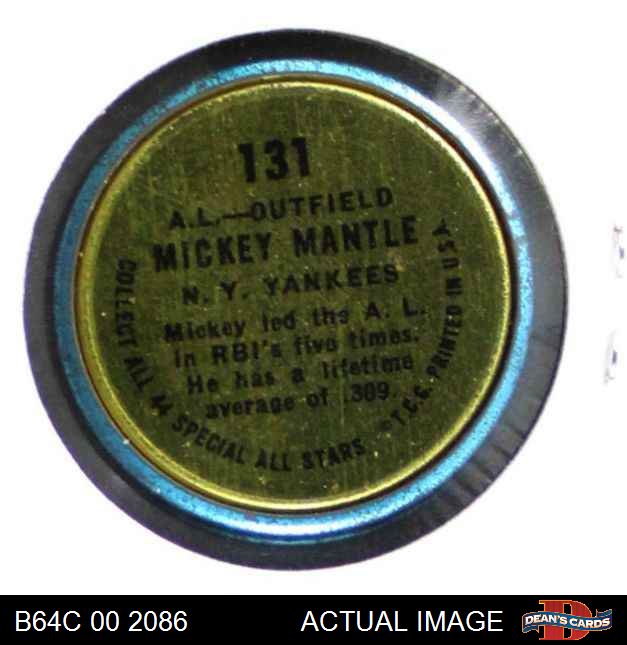 131
A.L.—OUTFIELD
MICKEY MANTLE
N. Y. YANKEES
Mickey led the A. L.
in RBI's five times.
He has a lifetime
average of .309.
COLLECT ALL 44 SPECIAL ALL STARS ©T.C.G. PRINTED IN USA
B64C 00 2086
ACTUAL IMAGE
DEAN'S CARDS